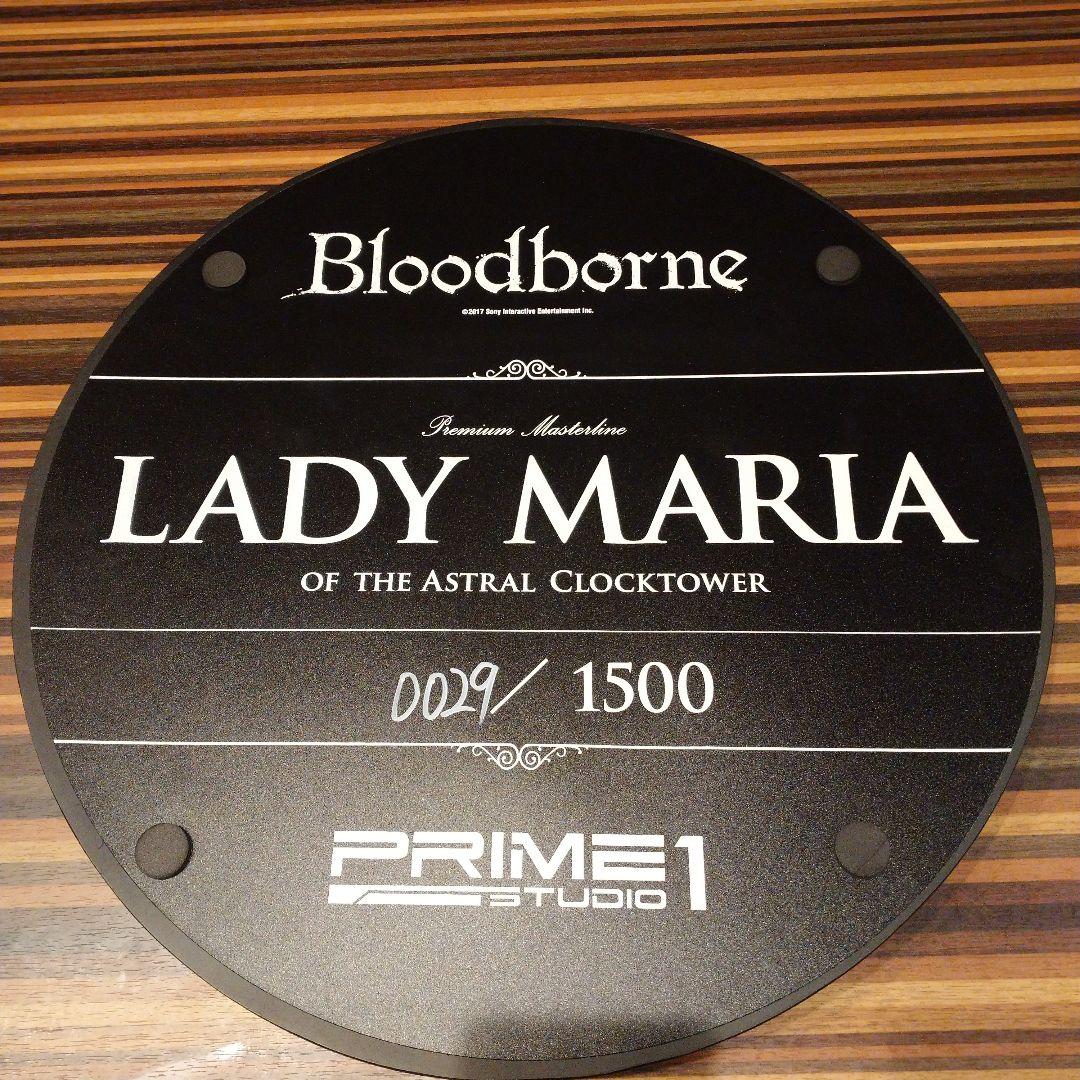 Bloodborne
©2017 Sony Interactive Entertainment Inc.
Premium Masterline
LADY MARIA
OF THE ASTRAL CLOCKTOWER
0029/ 1500
PRIME 1
STUDIO